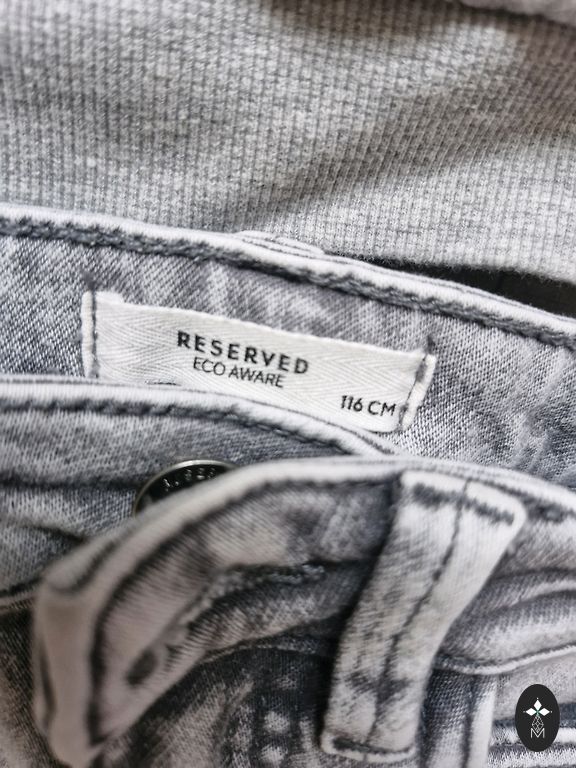 RESERVED
ECO AWARE
116 CM
M